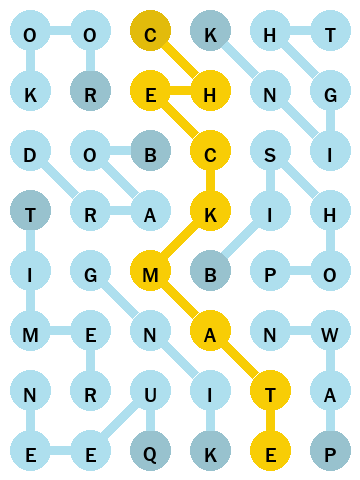 O O C K H T
K R E H N G
D O B C S I
T R A K I H
I G M B P O
M E N A N W
N R U I T A
E E Q K E P